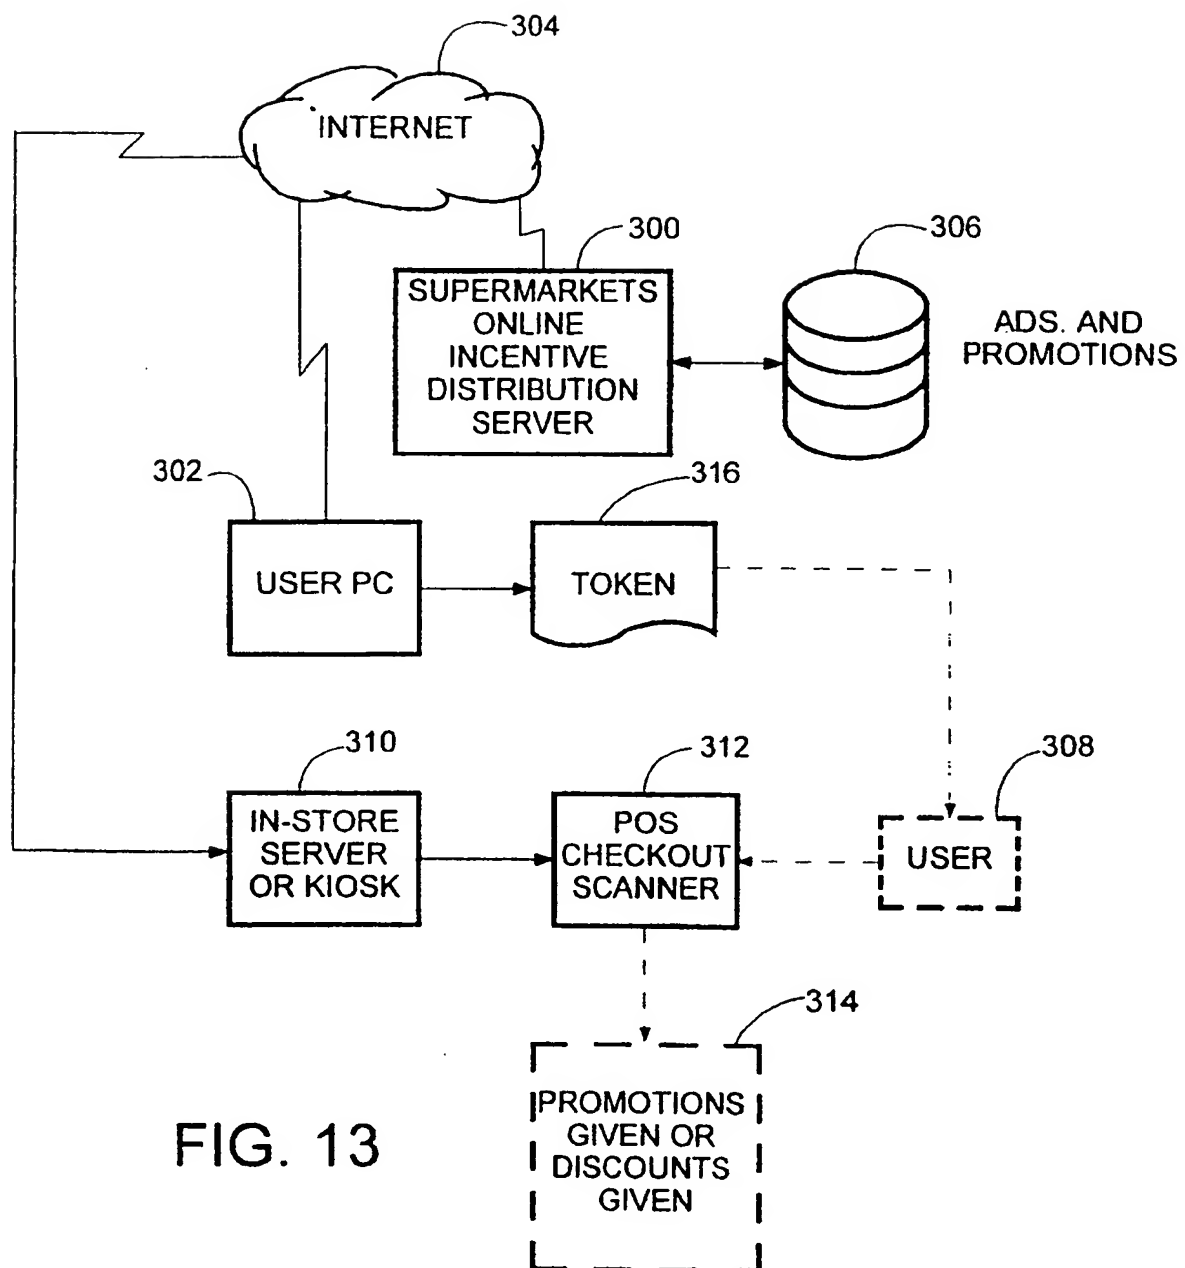 304
INTERNET
300
306
SUPERMARKETS
ONLINE
INCENTIVE
DISTRIBUTION
SERVER
ADS. AND
PROMOTIONS
302
316
USER PC
TOKEN
310
312
308
IN-STORE
SERVER
OR KIOSK
POS
CHECKOUT
SCANNER
USER
314
PROMOTIONS
GIVEN OR
DISCOUNTS
GIVEN
FIG. 13